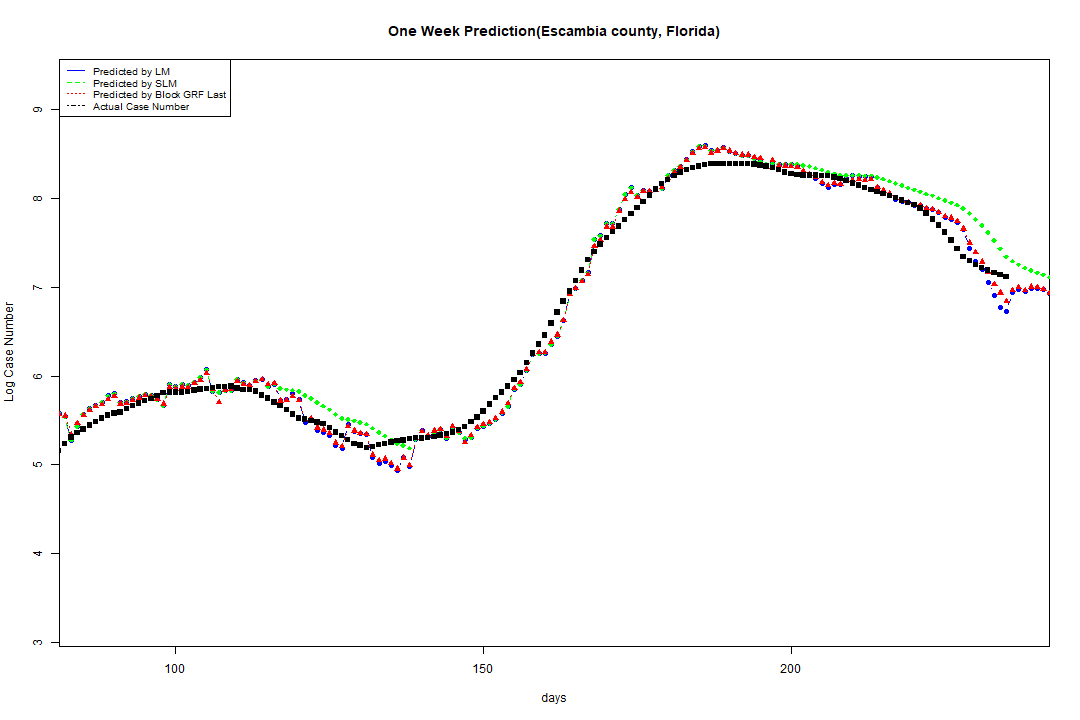 One Week Prediction(Escambia county, Florida)
Predicted by LM
Predicted by SLM
Predicted by Block GRF Last
Actual Case Number
9
8
7
6
5
4
3
Log Case Number
100 150 200
days